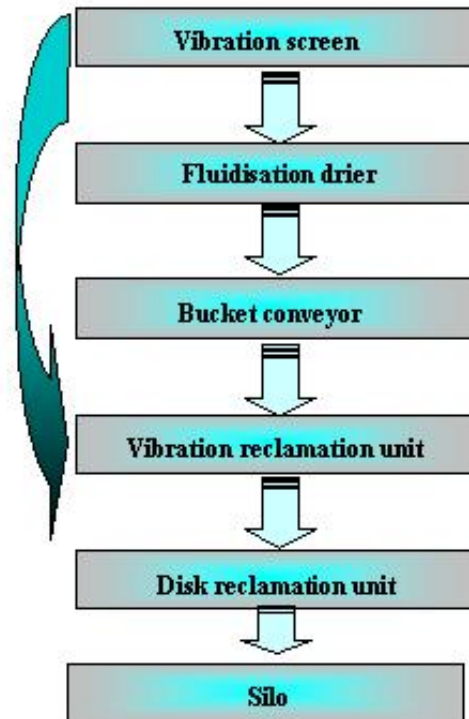 Vibration screen
Fluidisation drier
Bucket conveyor
Vibration reclamation unit
Disk reclamation unit
Silo